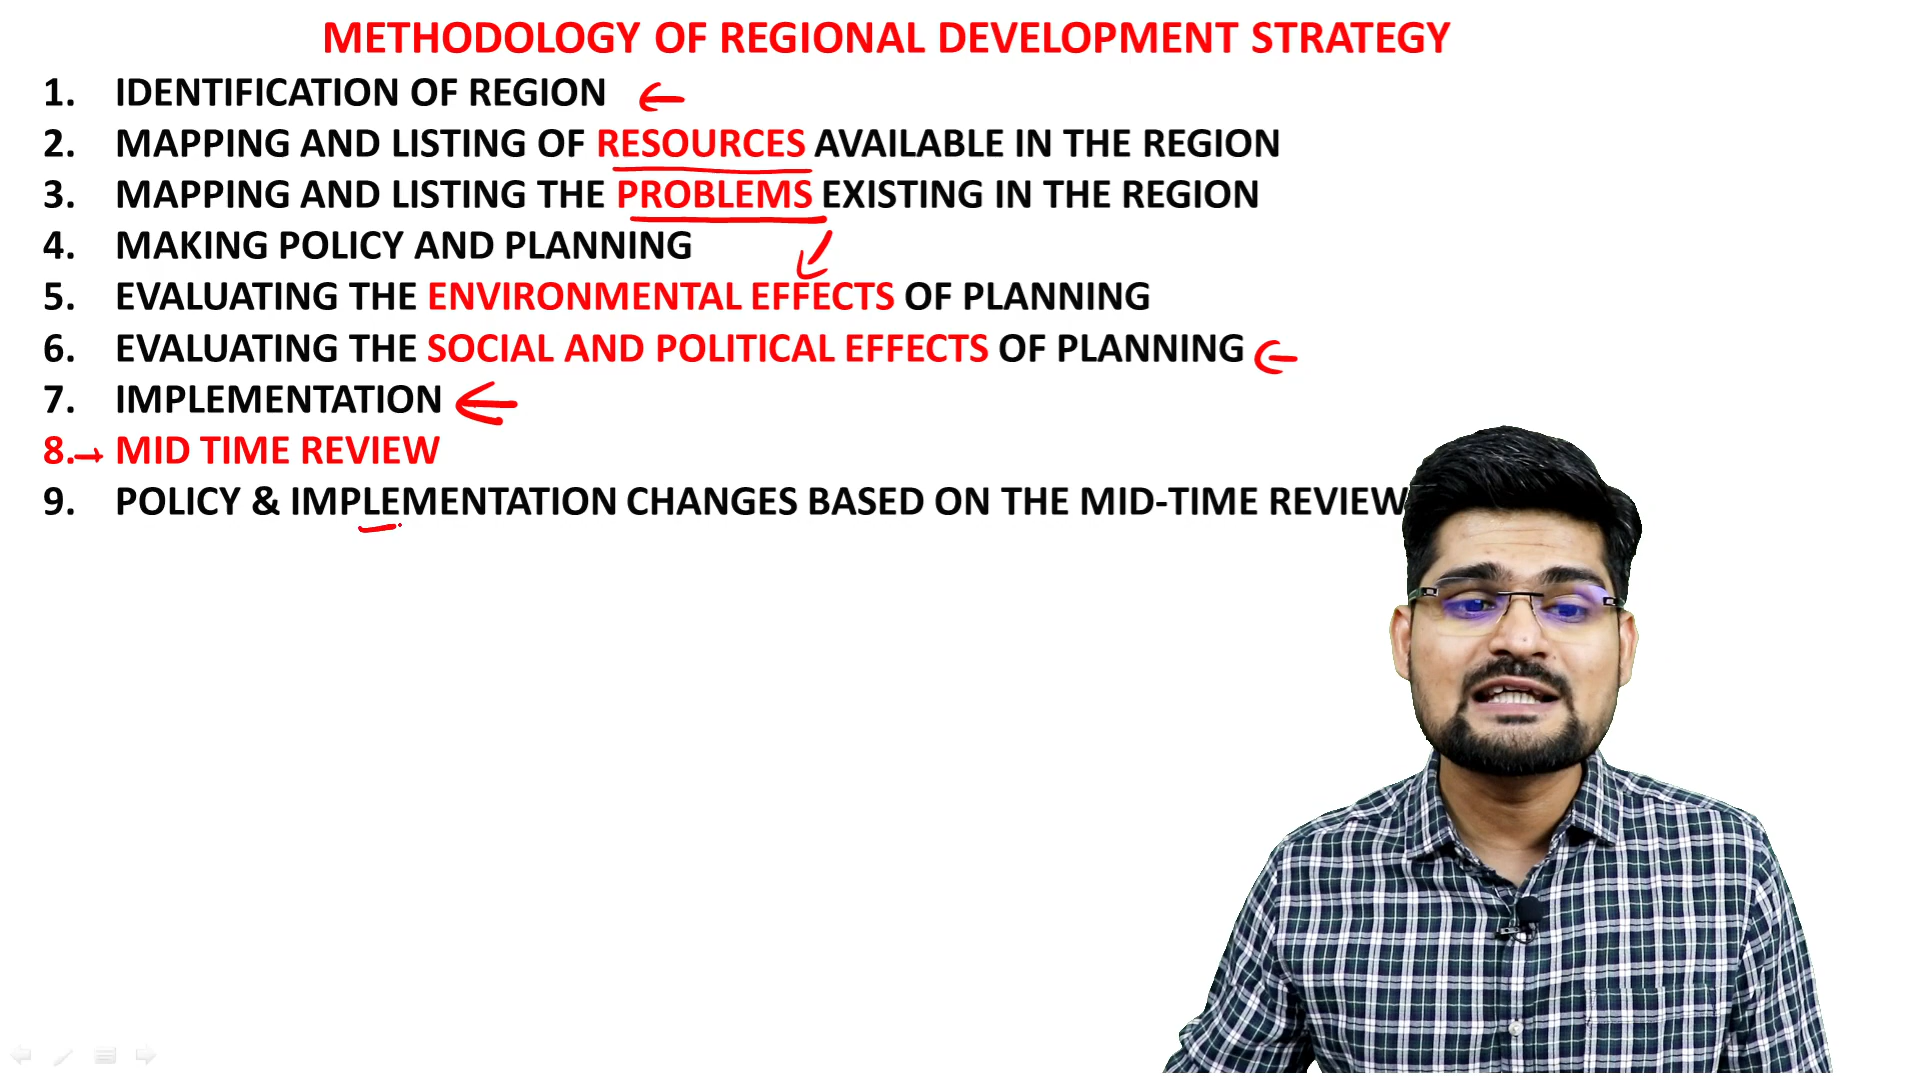 METHODOLOGY OF REGIONAL DEVELOPMENT STRATEGY
1. IDENTIFICATION OF REGION
2. MAPPING AND LISTING OF RESOURCES AVAILABLE IN THE REGION
3. MAPPING AND LISTING THE PROBLEMS EXISTING IN THE REGION
4. MAKING POLICY AND PLANNING
5. EVALUATING THE ENVIRONMENTAL EFFECTS OF PLANNING
6. EVALUATING THE SOCIAL AND POLITICAL EFFECTS OF PLANNING
7. IMPLEMENTATION
8. MID TIME REVIEW
9. POLICY & IMPLEMENTATION CHANGES BASED ON THE MID-TIME REVIEW